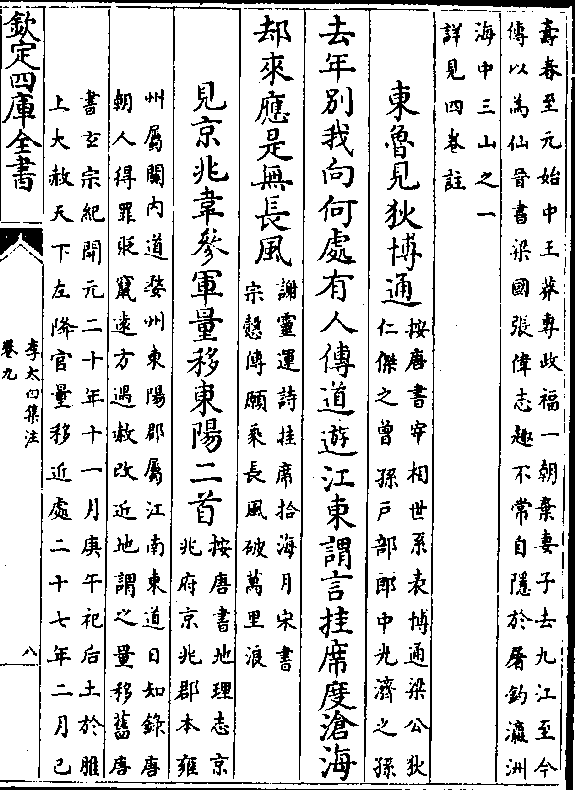 壽春至元始中王莽專政福一朝棄妻子去九江至今
傳以為仙晉書梁國張偉志趣不常自隱於屠釣瀛洲
海中三山之一
詳見四卷註
東魯見狄博通
按唐書宰相世系表博通梁公狄
仁傑之曾孫戸部郎中光濟之孫
去年別我向何處有人傳道遊江東謂言挂席度滄海
却來應是無長風
謝靈運詩挂席拾海月宋書
宗慤傳願乘長風破萬里浪
見京兆韋參軍量移東陽二首
按唐書地理志京
兆府京兆郡本雍
州屬關内道婺州東陽郡屬江南東道日知錄唐
朝人得罪貶竄遠方遇赦改近地謂之量移舊唐
書玄宗紀開元二十年十一月庚午祀后土於脽
上大赦天下左降官量移近處二十七年二月己
欽定四庫全書
李太白集注
卷九
八